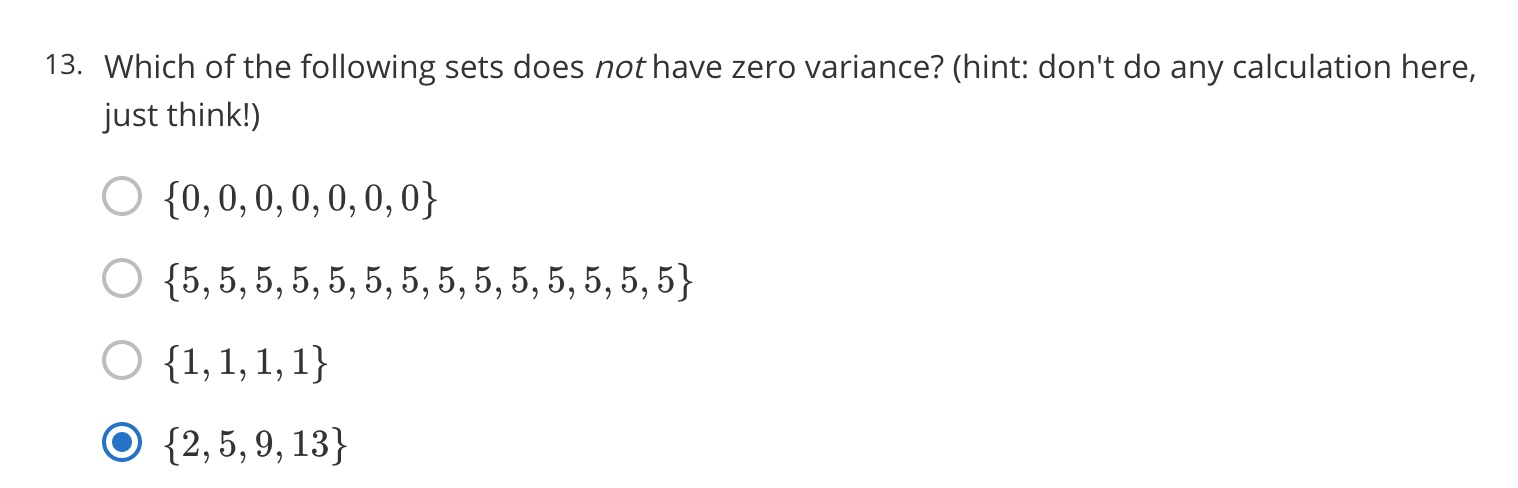 13. Which of the following sets does not have zero variance? (hint: don't do any calculation here,
just think!)
{0, 0, 0, 0, 0, 0, 0}
{5, 5, 5, 5, 5, 5, 5, 5, 5, 5, 5, 5, 5, 5}
{1, 1, 1, 1}
{2, 5, 9, 13}